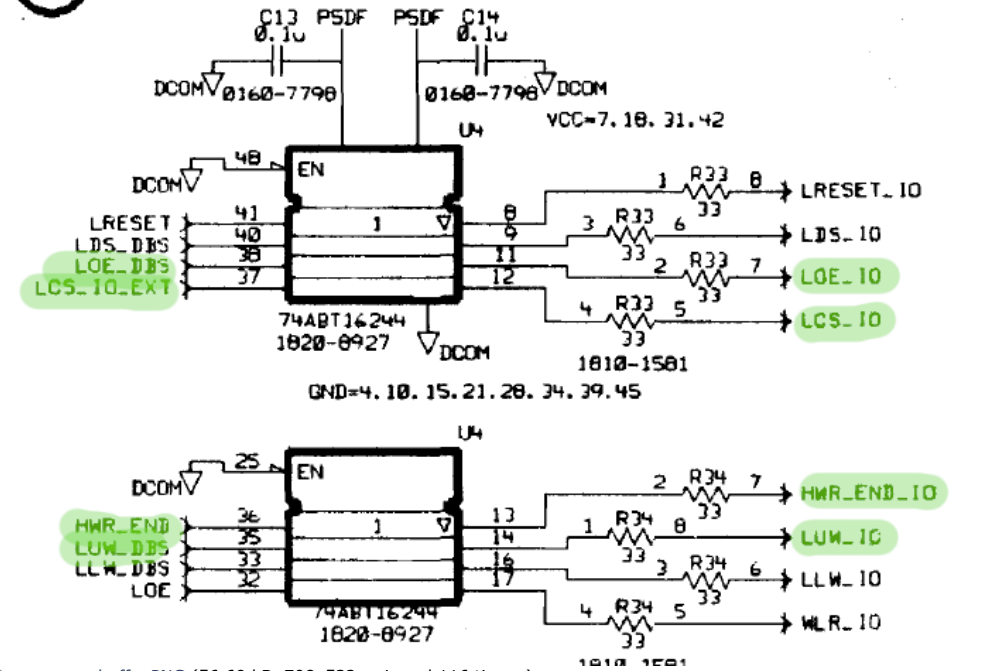 C13 PSDF PSDF C14
0.1u 0.1u
DCOM 0160-7798 0160-7798 DCOM
VCC=7.18.31.42
U4
48 EN
DCOM
1 R33 8 LRESET_IO
33
LRESET 41 1 8
LDS_DBS 40 9 3 R33 6 LDS_IO
33
LOE_DBS 38 11 2 R33 7 LOE_IO
33
LCS_IO_EXT 37 12 4 R33 5 LCS_IO
33
74ABT16244
1820-8927 DCOM
1810-1581
GND=4.10.15.21.28.34.39.45
U4
25 EN
DCOM
2 R34 7 HWR_END_IO
33
HWR_END 36 1 13
LUW_DBS 35 14 1 R34 8 LUW_IO
33
LLW_DBS 33 16 3 R34 6 LLW_IO
33
LOE 32 17 4 R34 5 WLR_IO
33
74ABT16244
1820-8927
1810-1581